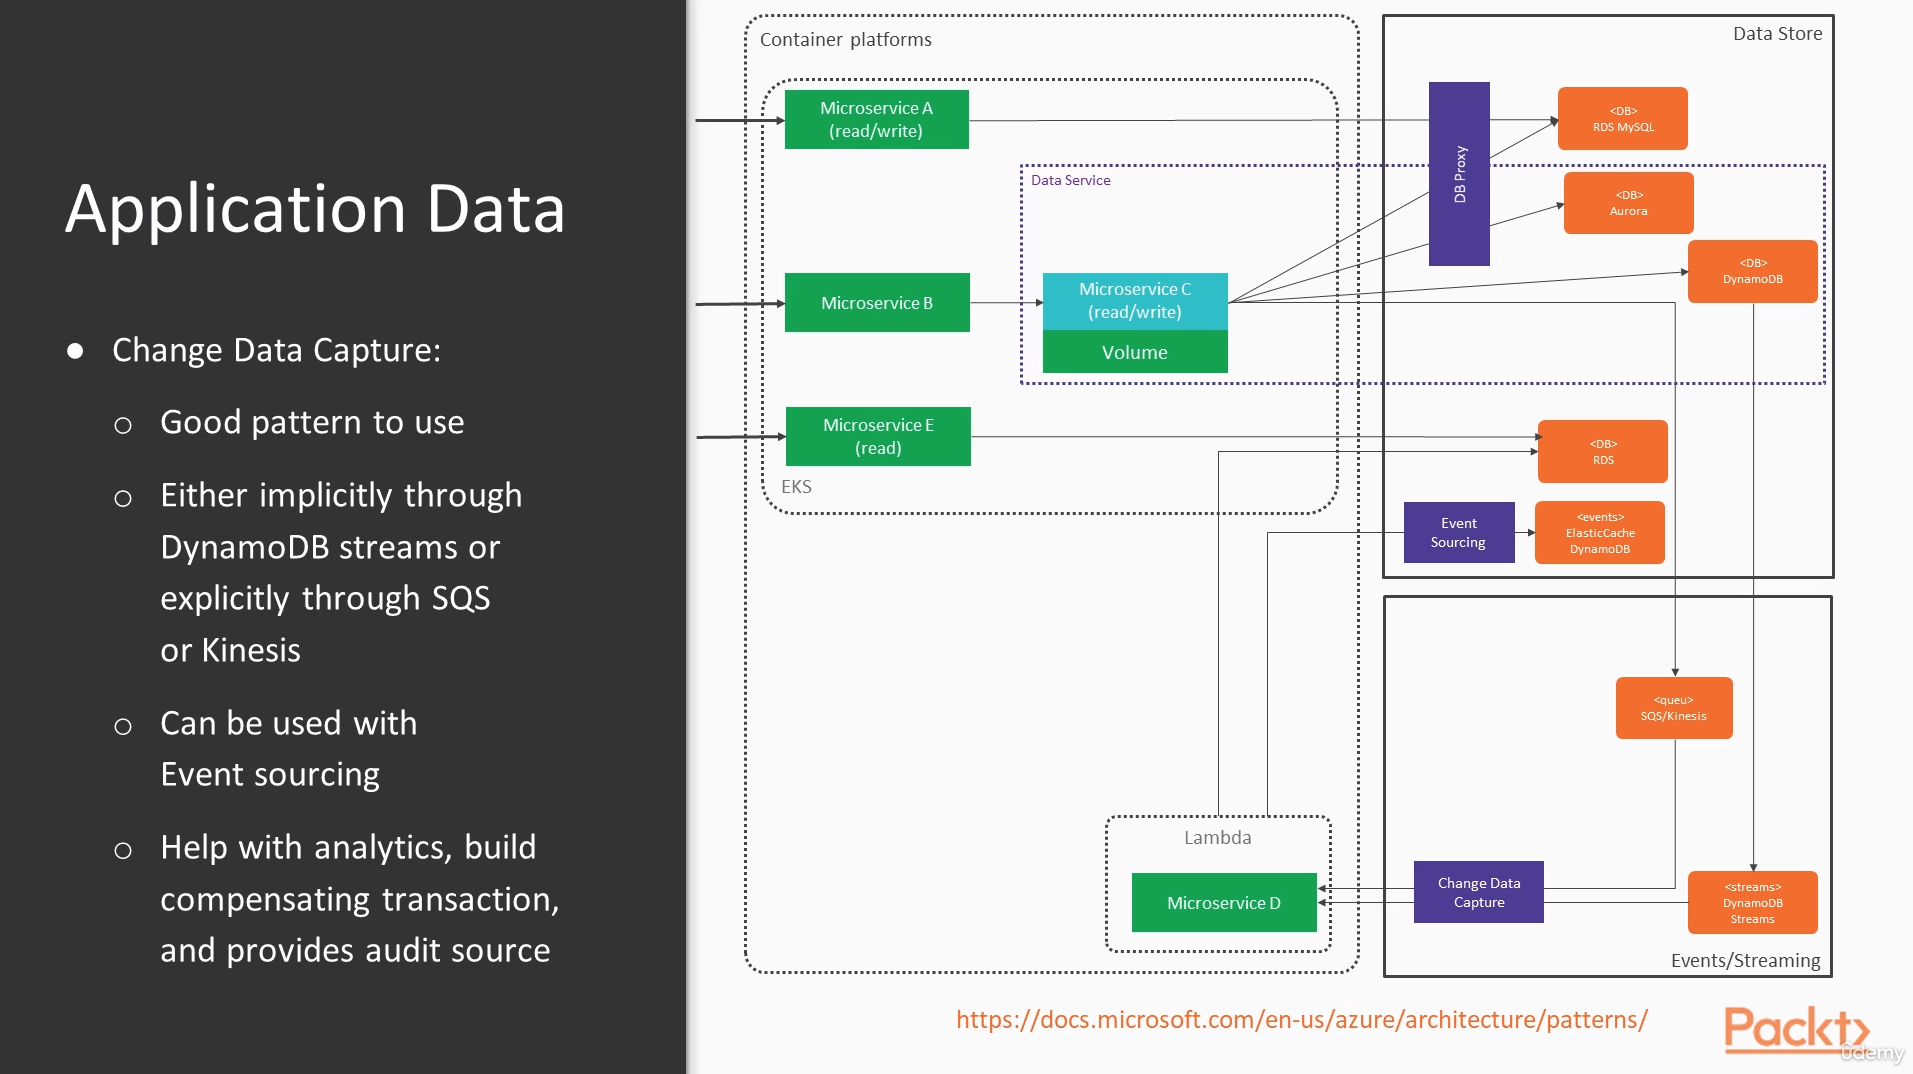 Application Data
● Change Data Capture:
o Good pattern to use
o Either implicitly through
DynamoDB streams or
explicitly through SQS
or Kinesis
o Can be used with
Event sourcing
o Help with analytics, build
compensating transaction,
and provides audit source
Container platforms
Microservice A
(read/write)
Microservice B
Microservice E
(read)
EKS
Data Service
Microservice C
(read/write)
Volume
Lambda
Microservice D
Data Store
DB Proxy
<DB>
RDS MySQL
<DB>
Aurora
<DB>
DynamoDB
<DB>
RDS
Event
Sourcing
<events>
ElasticCache
DynamoDB
<queu>
SQS/Kinesis
Change Data
Capture
<streams>
DynamoDB
Streams
Events/Streaming
https://docs.microsoft.com/en-us/azure/architecture/patterns/
Packt>
ûdemy